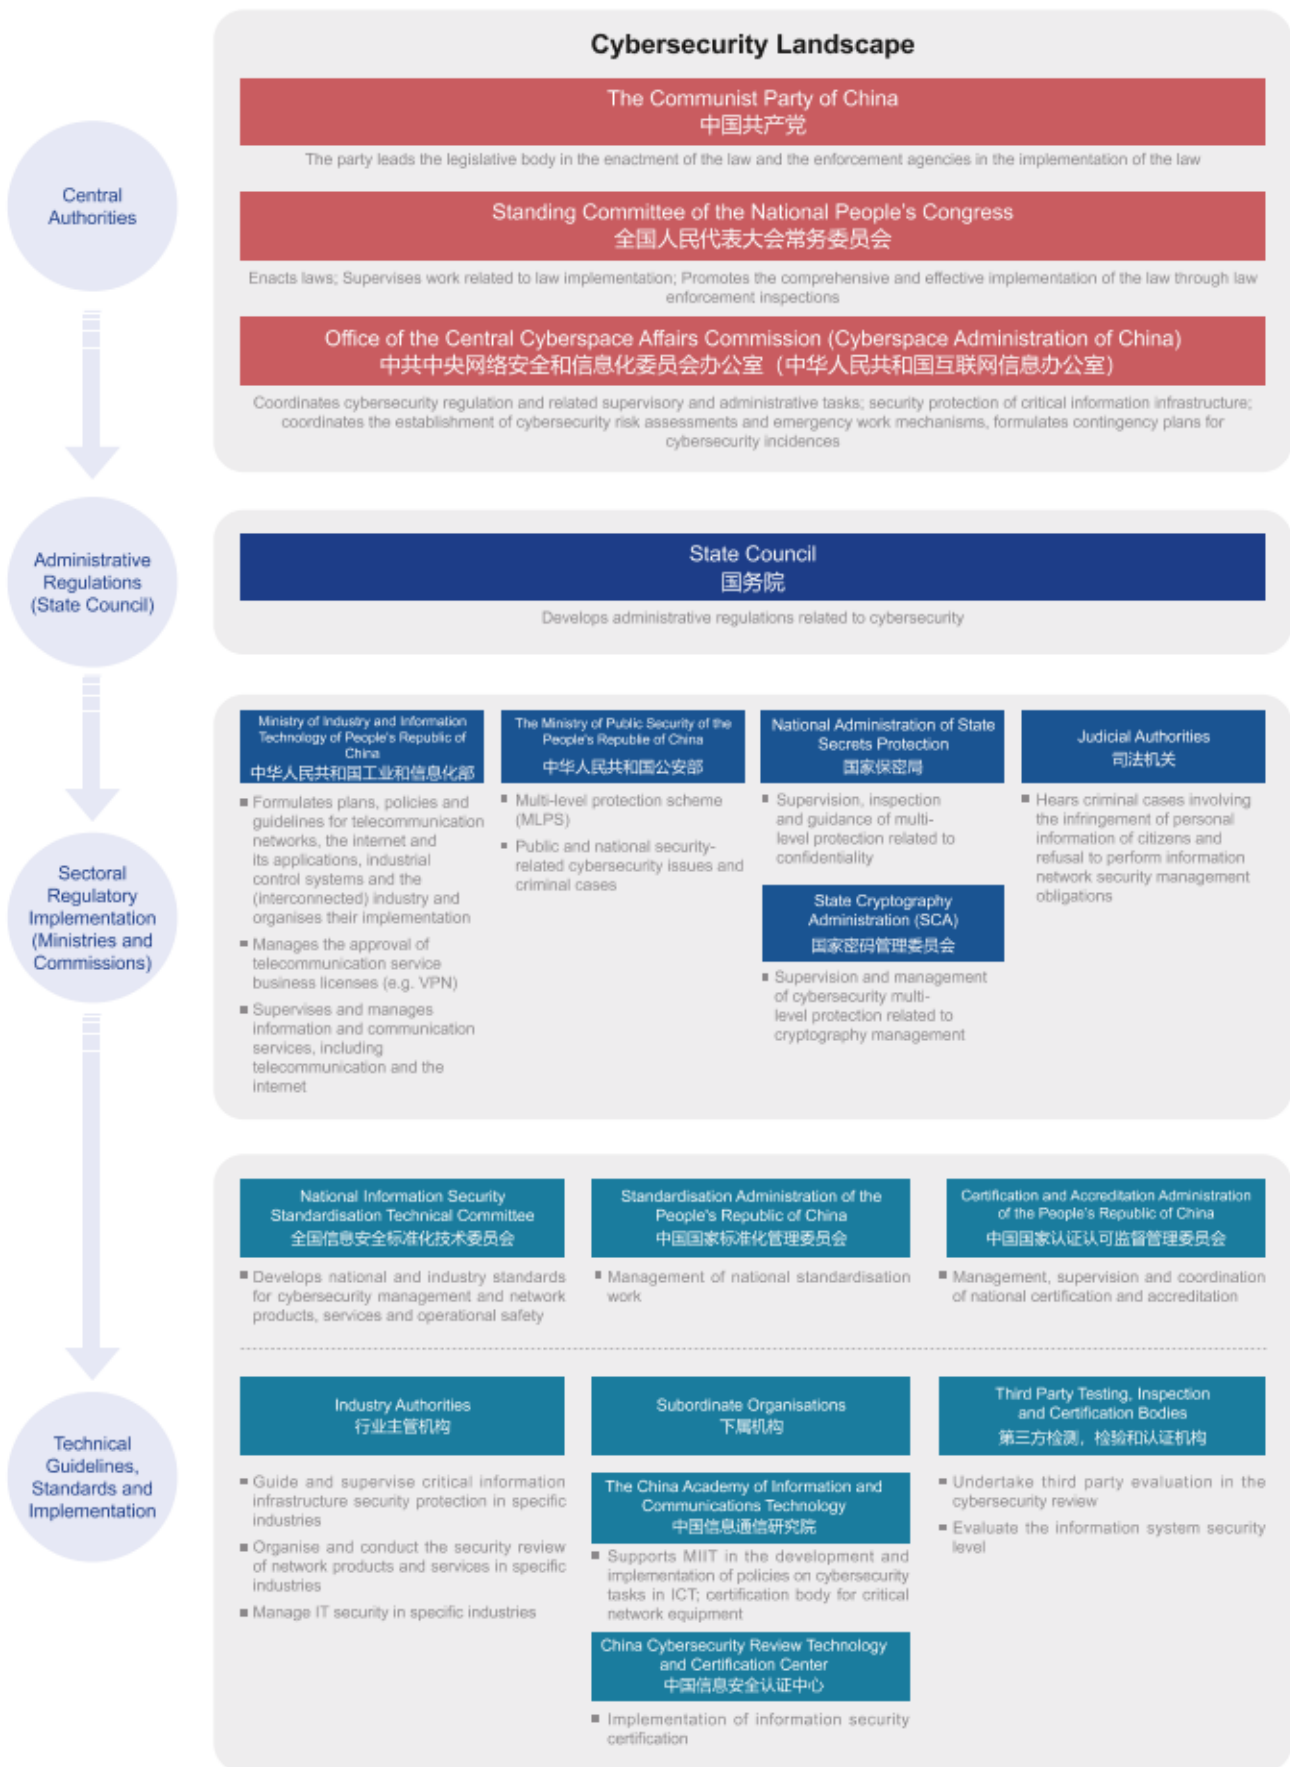 Cybersecurity Landscape
Central
Authorities
The Communist Party of China
中国共产党
The party leads the legislative body in the enactment of the law and the enforcement agencies in the implementation of the law
Standing Committee of the National People's Congress
全国人民代表大会常务委员会
Enacts laws; Supervises work related to law implementation; Promotes the comprehensive and effective implementation of the law through law
enforcement inspections
Office of the Central Cyberspace Affairs Commission (Cyberspace Administration of China)
中共中央网络安全和信息化委员会办公室（中华人民共和国互联网信息办公室）
Coordinates cybersecurity regulation and related supervisory and administrative tasks; security protection of critical information infrastructure;
coordinates the establishment of cybersecurity risk assessments and emergency work mechanisms, formulates contingency plans for
cybersecurity incidences
Administrative
Regulations
(State Council)
State Council
国务院
Develops administrative regulations related to cybersecurity
Sectoral
Regulatory
Implementation
(Ministries and
Commissions)
Ministry of Industry and Information
Technology of People's Republic of
China
中华人民共和国工业和信息化部
■ Formulates plans, policies and
guidelines for telecommunication
networks, the internet and
its applications, industrial
control systems and the
(interconnected) industry and
organises their implementation
■ Manages the approval of
telecommunication service
business licenses (e.g. VPN)
■ Supervises and manages
information and communication
services, including
telecommunication and the
internet
The Ministry of Public Security of the
People's Republie of China
中华人民共和国公安部
■ Multi-level protection scheme
(MLPS)
■ Public and national security-
related cybersecurity issues and
criminal cases
National Administration of State
Secrets Protection
国家保密局
■ Supervision, inspection
and guidance of multi-
level protection related to
confidentiality
State Cryptography
Administration (SCA)
国家密码管理委员会
■ Supervision and management
of cybersecurity multi-
level protection related to
cryptography management
Judicial Authorities
司法机关
■ Hears criminal cases involving
the infringement of personal
information of citizens and
refusal to perform information
network security management
obligations
Technical
Guidelines,
Standards and
Implementation
National Information Security
Standardisation Technical Committee
全国信息安全标准化技术委员会
■ Develops national and industry standards
for cybersecurity management and network
products, services and operational safety
Standardisation Administration of the
People's Republic of China
中国国家标准化管理委员会
■ Management of national standardisation
work
Certification and Accreditation Administration
of the People's Republic of China
中国国家认证认可监督管理委员会
■ Management, supervision and coordination
of national certification and accreditation
Industry Authorities
行业主管机构
■ Guide and supervise critical information
infrastructure security protection in specific
industries
■ Organise and conduct the security review
of network products and services in specific
industries
■ Manage IT security in specific industries
Subordinate Organisations
下属机构
The China Academy of Information and
Communications Technology
中国信息通信研究院
■ Supports MIIT in the development and
implementation of policies on cybersecurity
tasks in ICT; certification body for critical
network equipment
China Cybersecurity Review Technology
and Certification Center
中国信息安全认证中心
■ Implementation of information security
certification
Third Party Testing, Inspection
and Certification Bodies
第三方检测，检验和认证机构
■ Undertake third party evaluation in the
cybersecurity review
■ Evaluate the information system security
level